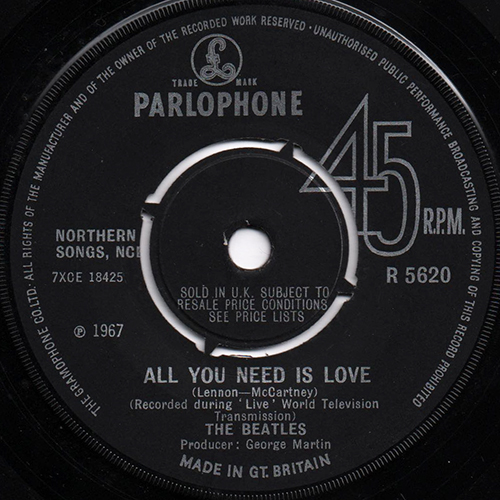 THE GRAMOPHONE CO. LTD. ALL RIGHTS OF THE MANUFACTURER AND OF THE OWNER OF THE RECORDED WORK RESERVED · UNAUTHORISED PUBLIC PERFORMANCE BROADCASTING AND COPYING OF THIS RECORD PROHIBITED
£
TRADE MARK
PARLOPHONE
45
R.P.M.
NORTHERN
SONGS, NCB
7XCE 18425
R 5620
SOLD IN U.K. SUBJECT TO
RESALE PRICE CONDITIONS,
SEE PRICE LISTS
℗ 1967
ALL YOU NEED IS LOVE
(Lennon—McCartney)
(Recorded during ‘Live’ World Television
Transmission)
THE BEATLES
Producer: George Martin
MADE IN GT. BRITAIN